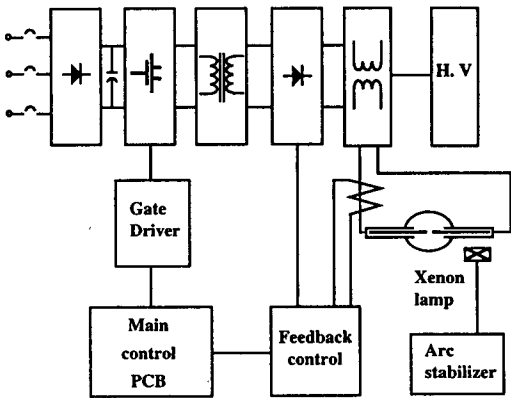 H. V
Gate
Driver
Xenon
lamp
Main
control
PCB
Feedback
control
Arc
stabilizer